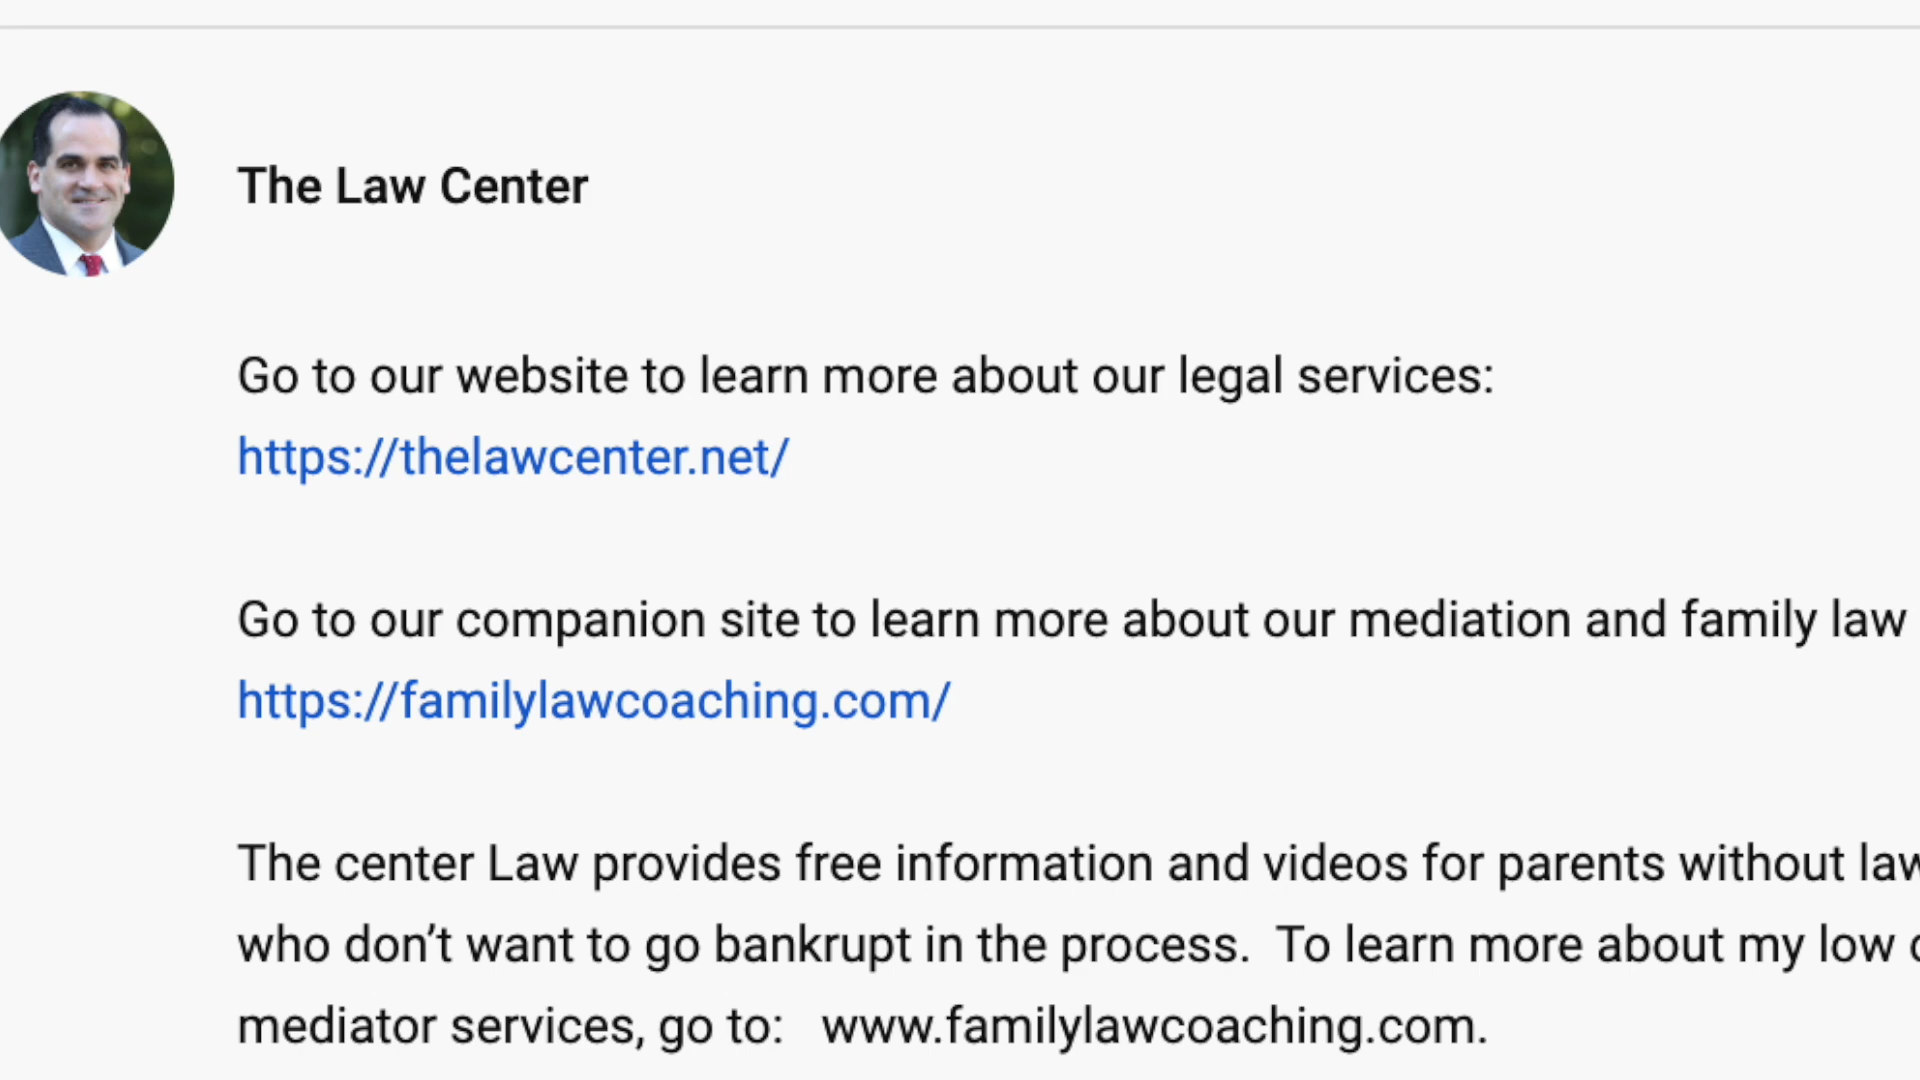 The Law Center
Go to our website to learn more about our legal services:
https://thelawcenter.net/
Go to our companion site to learn more about our mediation and family law
https://familylawcoaching.com/
The center Law provides free information and videos for parents without
who don’t want to go bankrupt in the process.  To learn more about my low
mediator services, go to:   www.familylawcoaching.com.